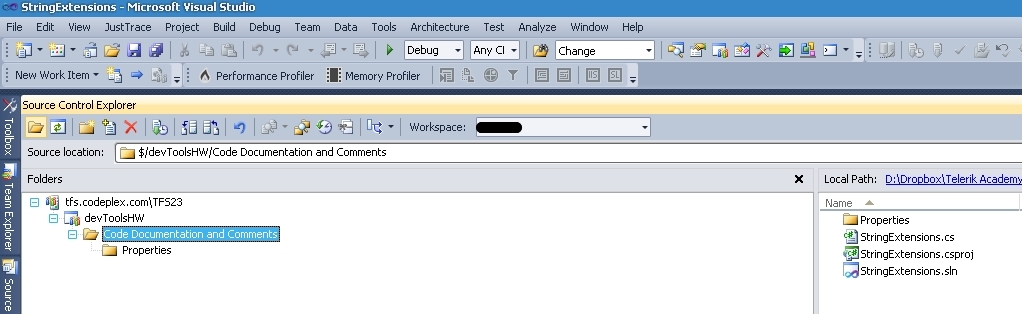 StringExtensions - Microsoft Visual Studio
File Edit View JustTrace Project Build Debug Team Data Tools Architecture Test Analyze Window Help
Debug Any Cl Change
New Work Item Performance Profiler Memory Profiler IIS SL
Source Control Explorer
Workspace:
Source location: $/devToolsHW/Code Documentation and Comments
Folders
Local Path: D:\Dropbox\Telerik Academy
tfs.codeplex.com\TFS23
devToolsHW
Code Documentation and Comments
Properties
Name
Properties
StringExtensions.cs
StringExtensions.csproj
StringExtensions.sln
Toolbox
Team Explorer
Source